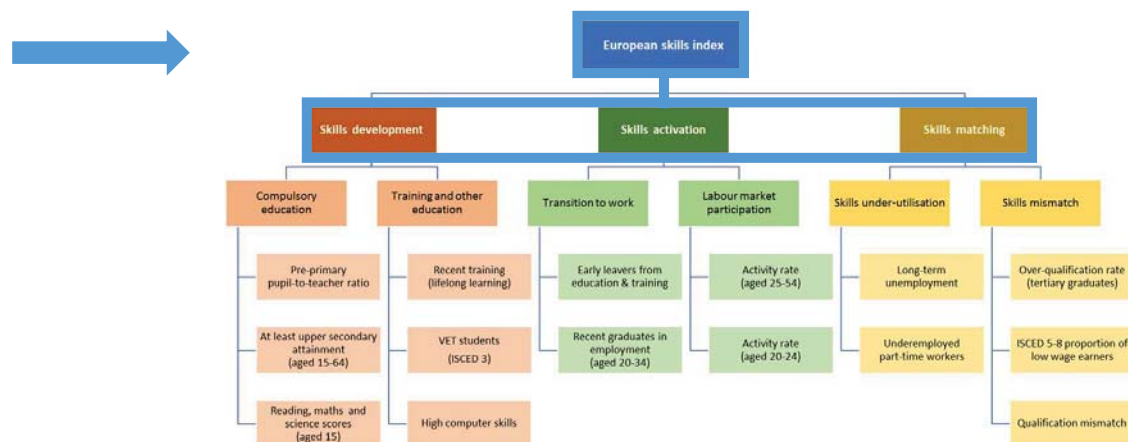 European skills index
Skills development
Skills activation
Skills matching
Compulsory
education
Training and other
education
Transition to work
Labour market
participation
Skills under-utilisation
Skills mismatch
Pre-primary
pupil-to-teacher ratio
Recent training
(lifelong learning)
Early leavers from
education & training
Activity rate
(aged 25-54)
Long-term
unemployment
Over-qualification rate
(tertiary graduates)
At least upper secondary
attainment
(aged 15-64)
VET students
(ISCED 3)
Recent graduates in
employment
(aged 20-34)
Activity rate
(aged 20-24)
Underemployed
part-time workers
ISCED 5-8 proportion of
low wage earners
Reading, maths and
science scores
(aged 15)
High computer skills
Qualification mismatch